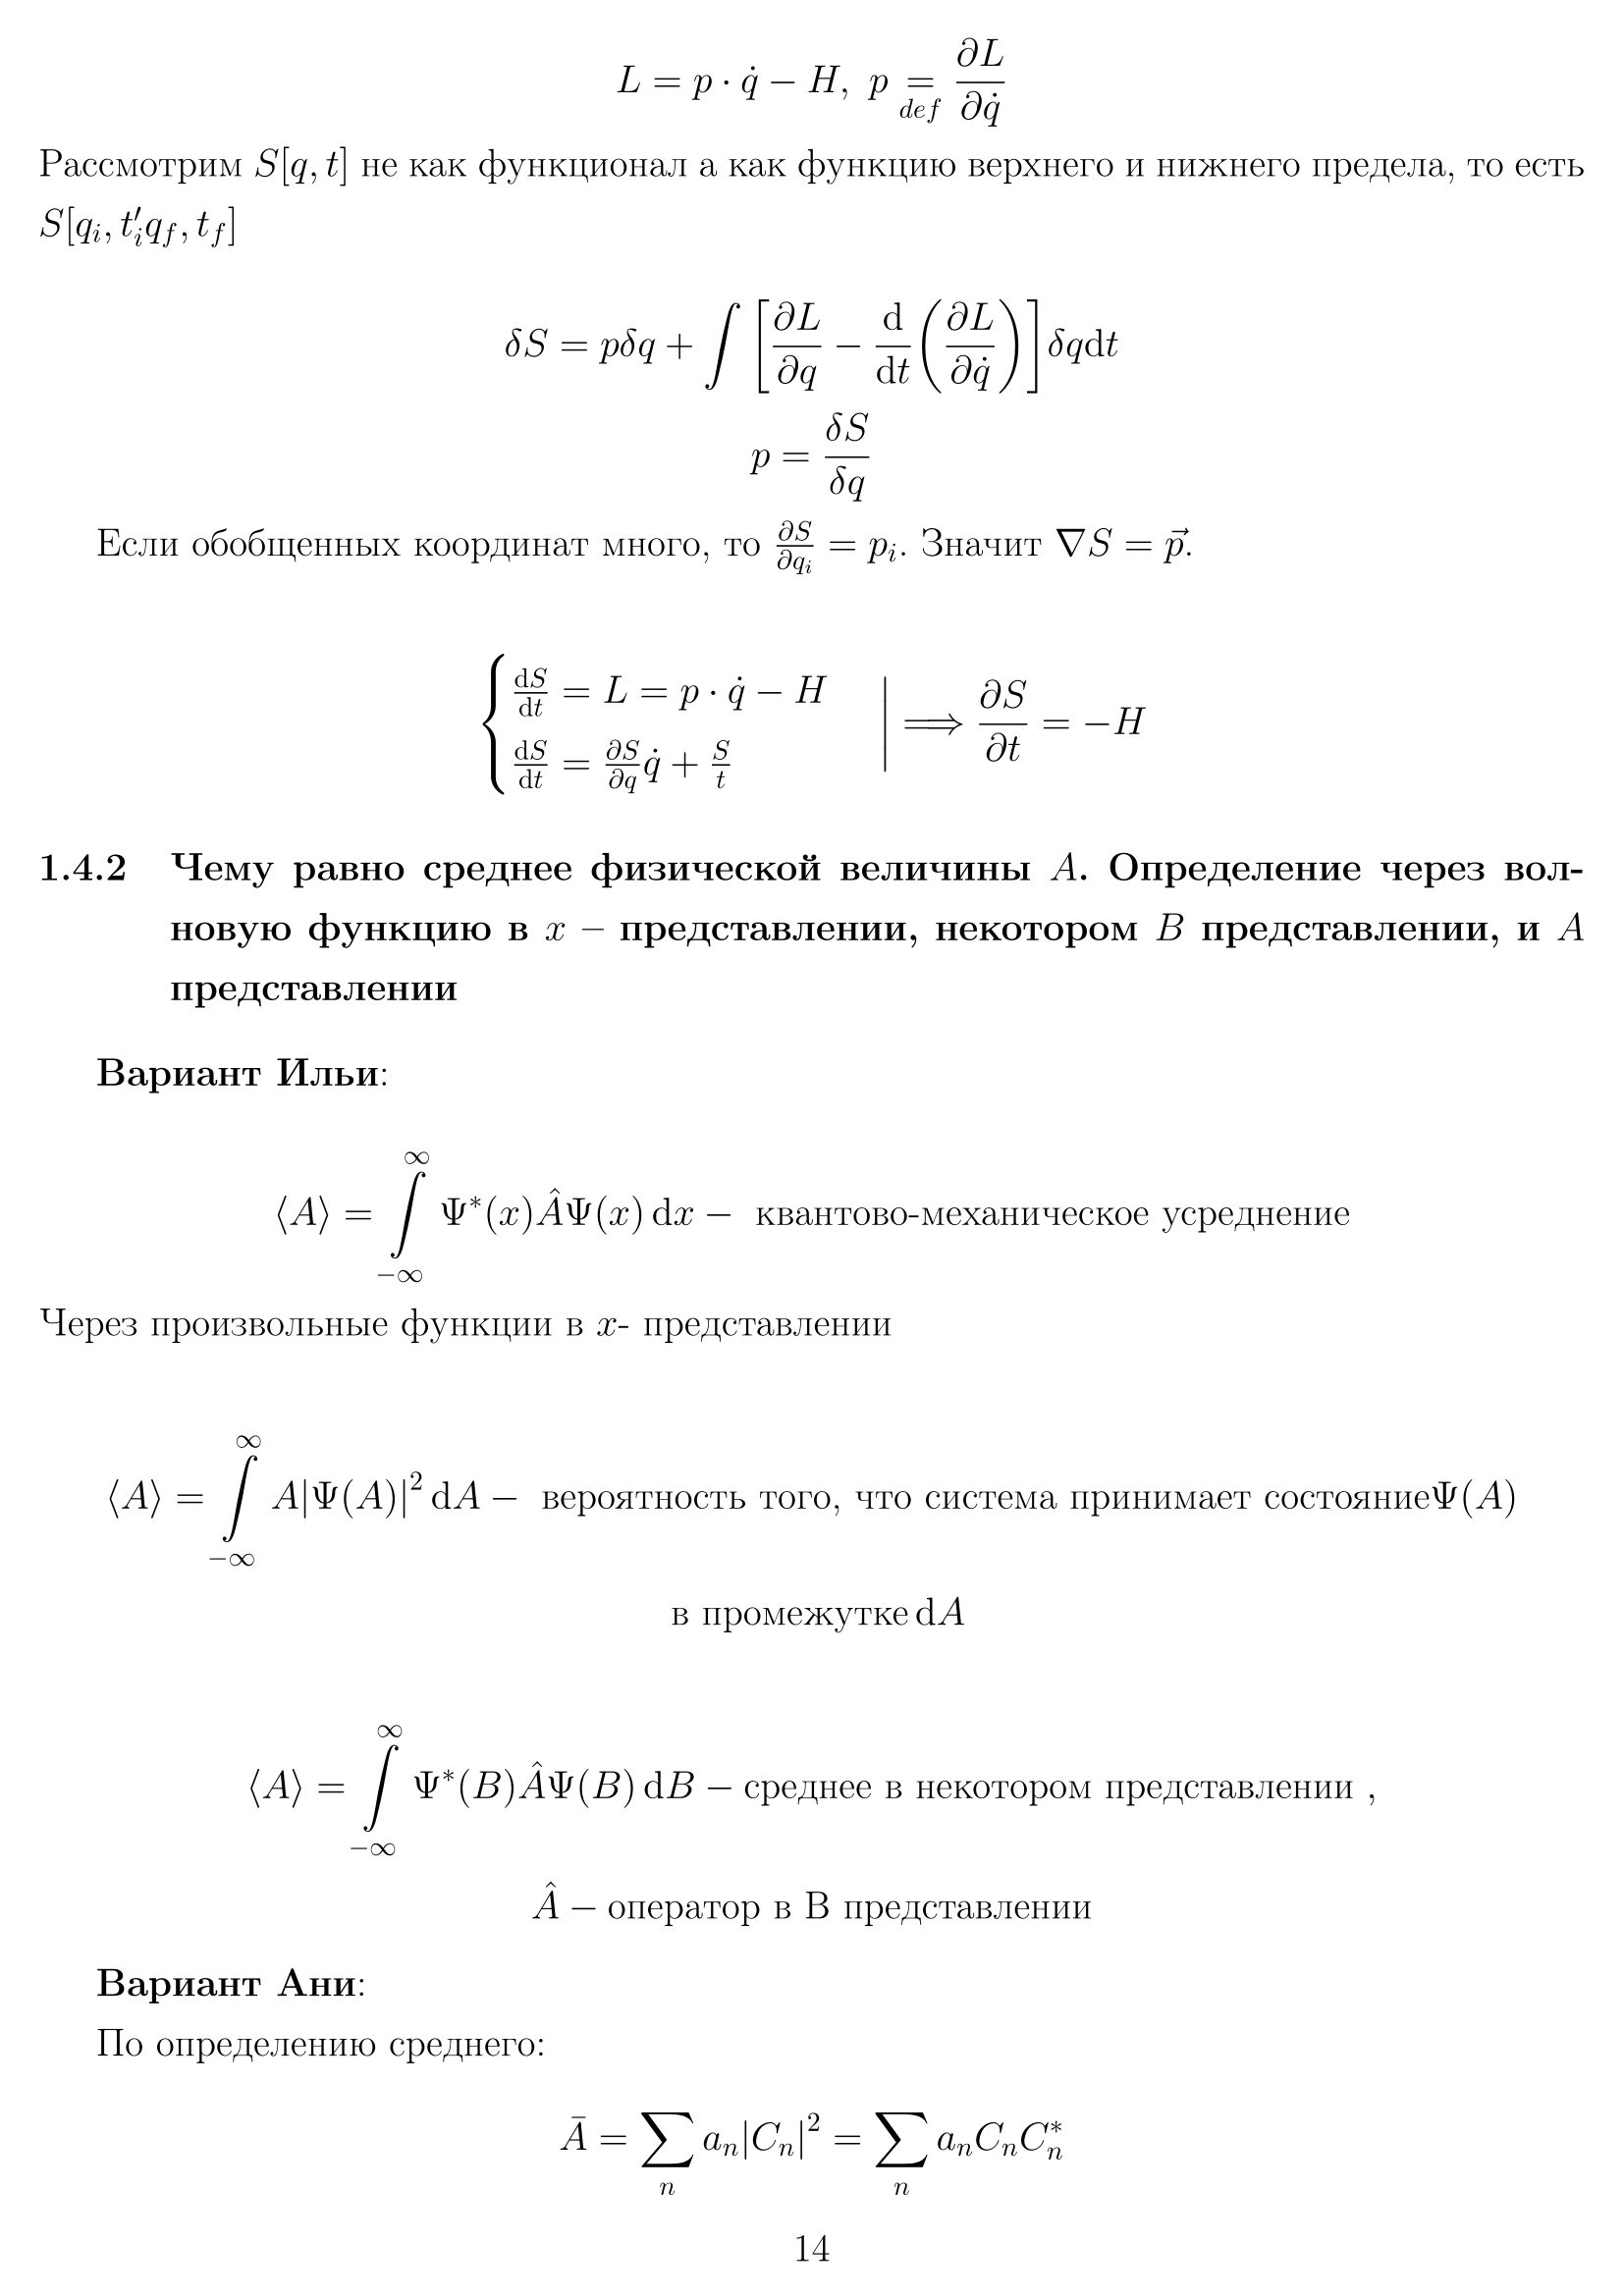 $L = p \cdot \dot{q} - H,\ p \underset{def}{=} \frac{\partial L}{\partial \dot{q}}$
Рассмотрим $S[q, t]$ не как функционал а как функцию верхнего и нижнего предела, то есть
$S[q_i, t_i' q_f, t_f]$
$\delta S = p\delta q + \int \left[ \frac{\partial L}{\partial q} - \frac{\mathrm{d}}{\mathrm{d}t} \left( \frac{\partial L}{\partial \dot{q}} \right) \right] \delta q \mathrm{d}t$
$p = \frac{\delta S}{\delta q}$
Если обобщенных координат много, то $\frac{\partial S}{\partial q_i} = p_i$. Значит $\nabla S = \vec{p}$.
$\begin{cases} \frac{\mathrm{d}S}{\mathrm{d}t} = L = p \cdot \dot{q} - H \\ \frac{\mathrm{d}S}{\mathrm{d}t} = \frac{\partial S}{\partial q} \dot{q} + \frac{S}{t} \end{cases} \Bigg| \Longrightarrow \frac{\partial S}{\partial t} = -H$
1.4.2 Чему равно среднее физической величины $A$. Определение через вол-
новую функцию в $x$ – представлении, некотором $B$ представлении, и $A$
представлении
Вариант Ильи:
$\langle A \rangle = \int\limits_{-\infty}^{\infty} \Psi^*(x) \hat{A} \Psi(x) \, \mathrm{d}x -$ квантово-механическое усреднение
Через произвольные функции в $x$- представлении
$\langle A \rangle = \int\limits_{-\infty}^{\infty} A |\Psi(A)|^2 \, \mathrm{d}A -$ вероятность того, что система принимает состояние$\Psi(A)$
в промежутке $\mathrm{d}A$
$\langle A \rangle = \int\limits_{-\infty}^{\infty} \Psi^*(B) \hat{A} \Psi(B) \, \mathrm{d}B -$ среднее в некотором представлении ,
$\hat{A} -$ оператор в В представлении
Вариант Ани:
По определению среднего:
$\bar{A} = \sum\limits_n a_n |C_n|^2 = \sum\limits_n a_n C_n C_n^*$
14